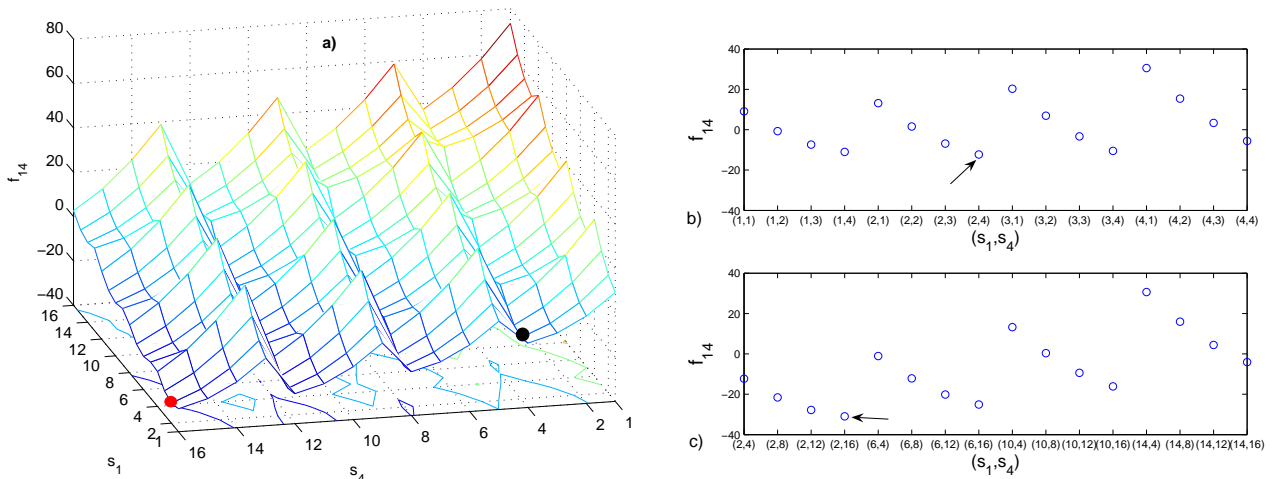 a)
80
60
40
20
0
−20
−40
f14
16
14
12
10
8
6
4
2
s1
16
14
12
10
8
6
4
2
1
s4
40
20
0
−20
−40
f14
b)
(1,1) (1,2) (1,3) (1,4) (2,1) (2,2) (2,3) (2,4) (3,1) (3,2) (3,3) (3,4) (4,1) (4,2) (4,3) (4,4)
(s1,s4)
40
20
0
−20
−40
f14
c)
(2,4) (2,8) (2,12) (2,16) (6,4) (6,8) (6,12) (6,16) (10,4) (10,8) (10,12) (10,16) (14,4) (14,8) (14,12) (14,16)
(s1,s4)